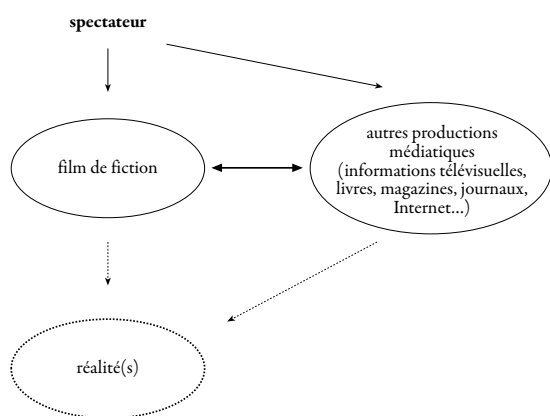 spectateur
film de fiction
autres productions
médiatiques
(informations télévisuelles,
livres, magazines, journaux,
Internet...)
réalité(s)